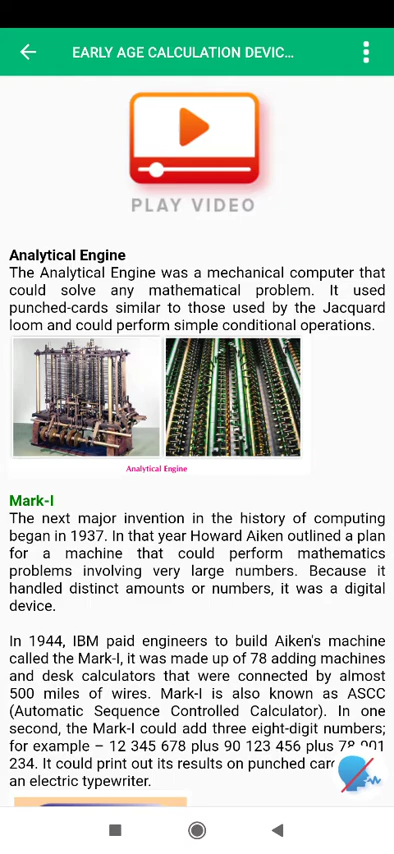 EARLY AGE CALCULATION DEVIC...
PLAY VIDEO
Analytical Engine
The Analytical Engine was a mechanical computer that
could solve any mathematical problem. It used
punched-cards similar to those used by the Jacquard
loom and could perform simple conditional operations.
Analytical Engine
Mark-I
The next major invention in the history of computing
began in 1937. In that year Howard Aiken outlined a plan
for a machine that could perform mathematics
problems involving very large numbers. Because it
handled distinct amounts or numbers, it was a digital
device.
In 1944, IBM paid engineers to build Aiken's machine
called the Mark-I, it was made up of 78 adding machines
and desk calculators that were connected by almost
500 miles of wires. Mark-I is also known as ASCC
(Automatic Sequence Controlled Calculator). In one
second, the Mark-I could add three eight-digit numbers;
for example – 12 345 678 plus 90 123 456 plus 78 901
234. It could print out its results on punched
an electric typewriter.